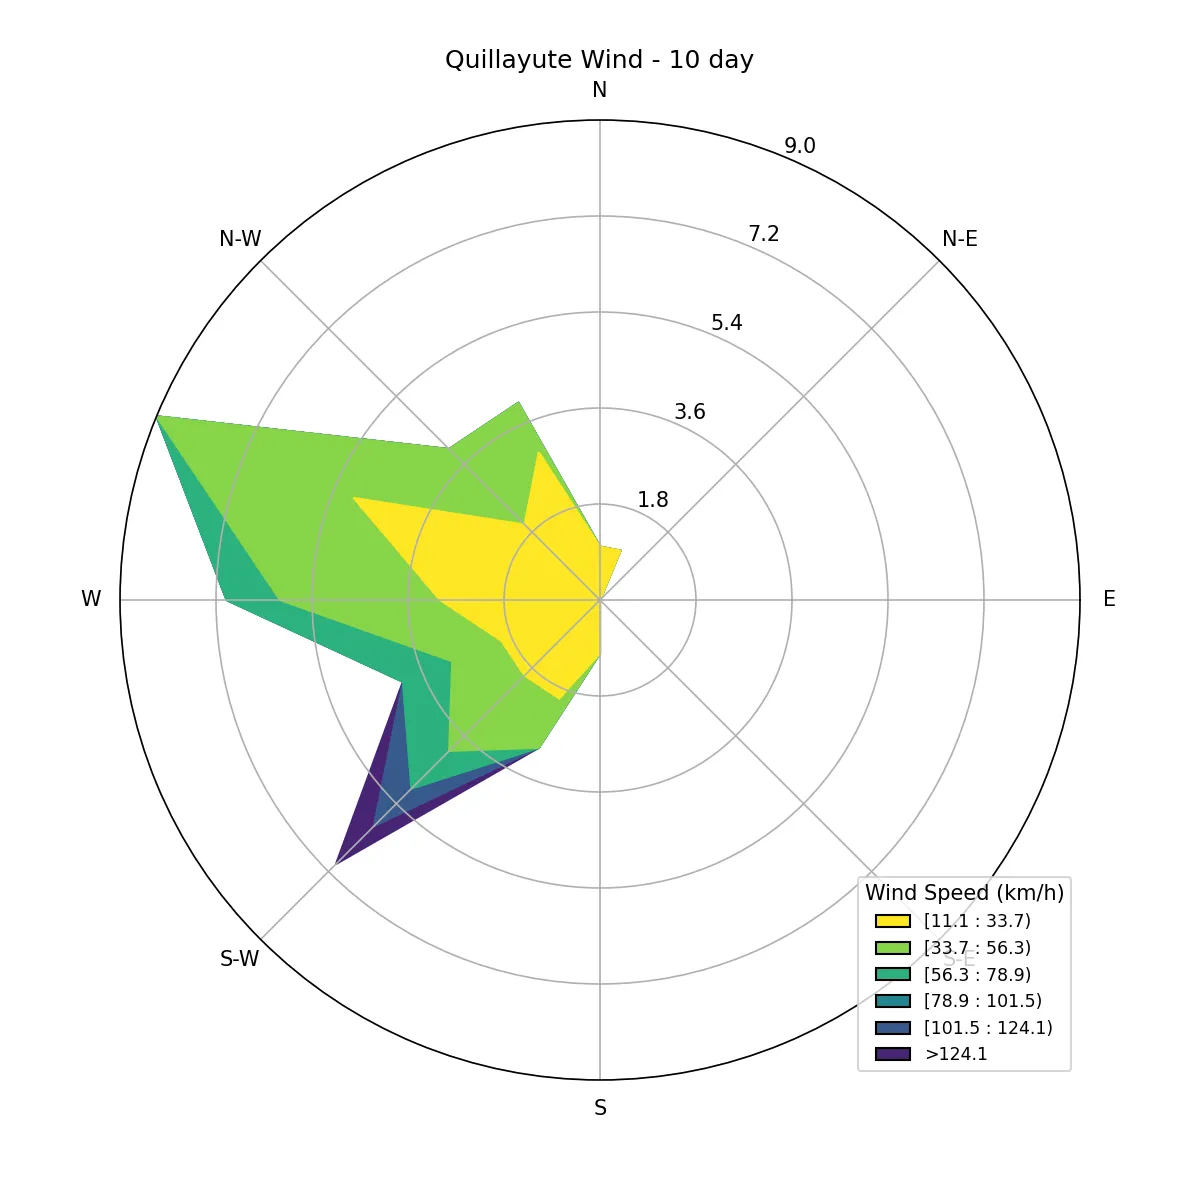 Quillayute Wind - 10 day
N
9.0
7.2
N-W
N-E
5.4
3.6
1.8
W
E
Wind Speed (km/h)
[11.1 : 33.7)
[33.7 : 56.3)
S-W
S-E
[56.3 : 78.9)
[78.9 : 101.5)
[101.5 : 124.1)
>124.1
S